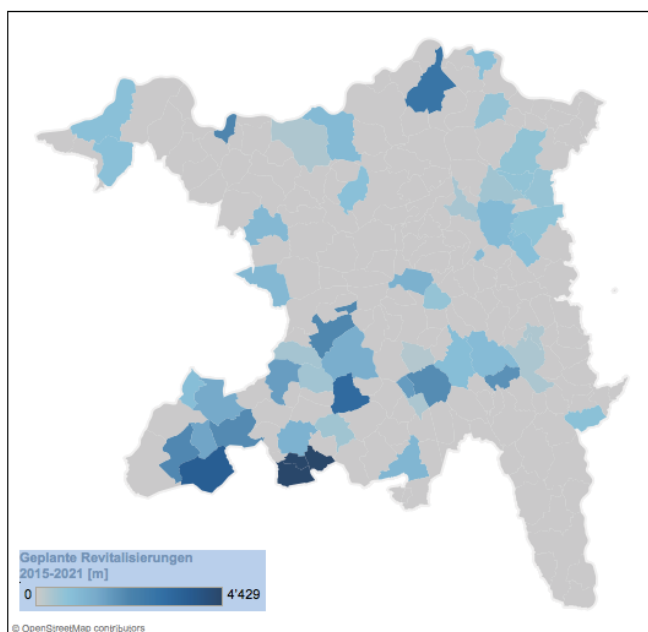 Geplante Revitalisierungen
2015-2021 [m]
0 4'429
© OpenStreetMap contributors